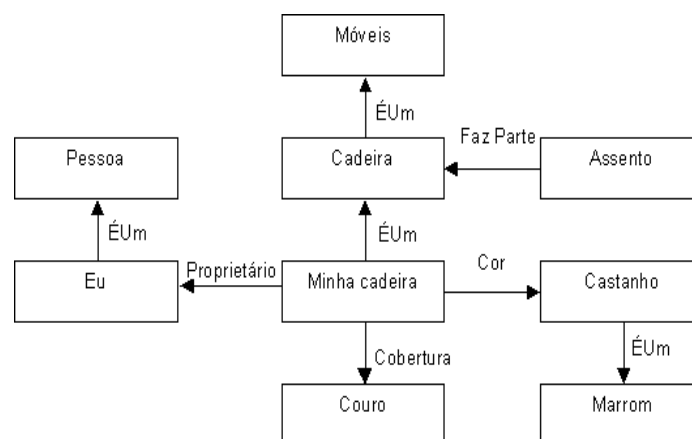 Móveis
ÉUm
Faz Parte
Pessoa
Cadeira
Assento
ÉUm
ÉUm
Proprietário
Cor
Eu
Minha cadeira
Castanho
Cobertura
ÉUm
Couro
Marrom